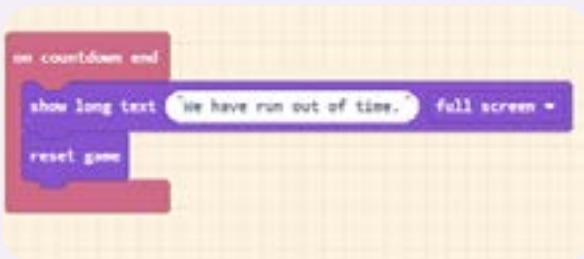 on countdown end
show long text "We have run out of time." full screen
reset game